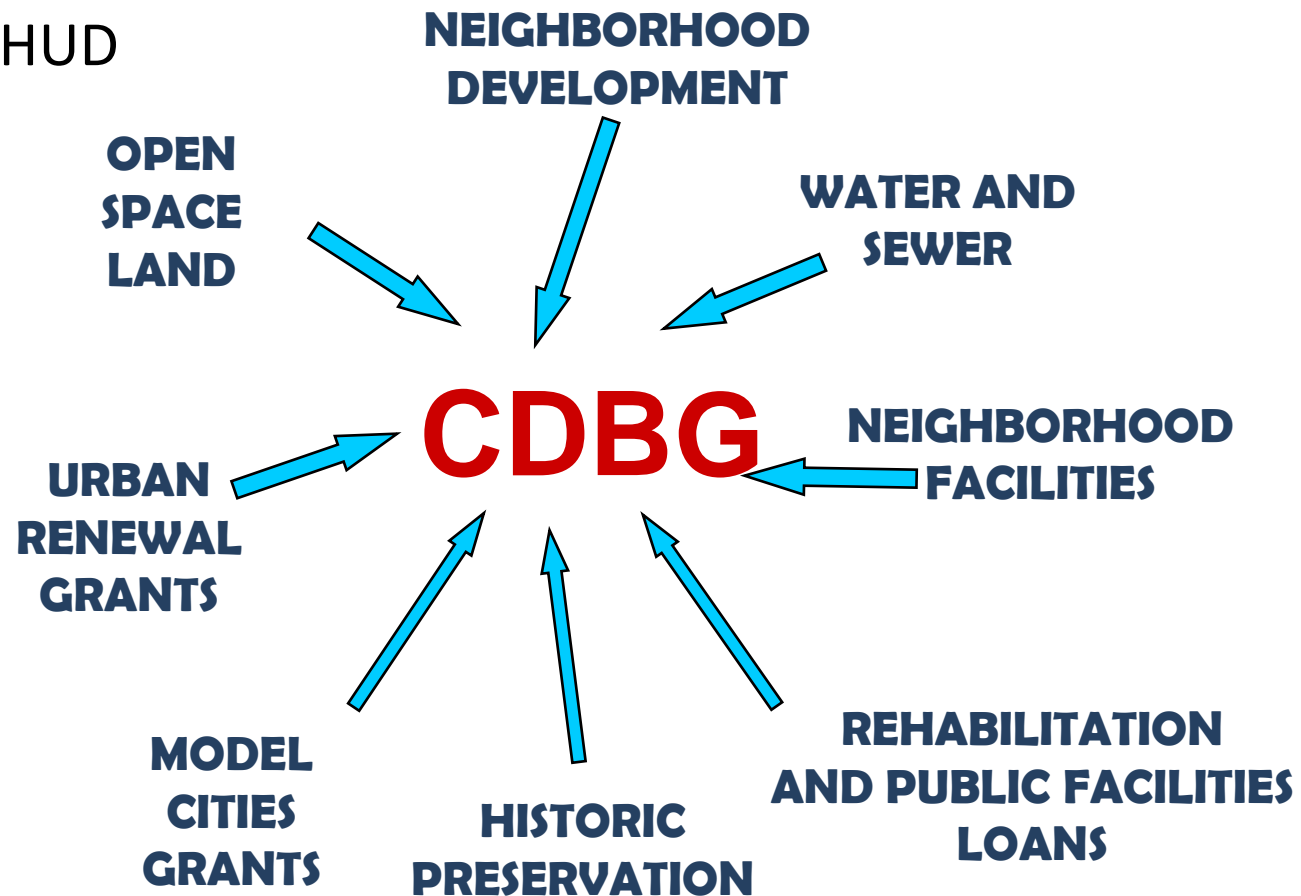 HUD
NEIGHBORHOOD
DEVELOPMENT
OPEN
SPACE
LAND
WATER AND
SEWER
CDBG
NEIGHBORHOOD
FACILITIES
URBAN
RENEWAL
GRANTS
MODEL
CITIES
GRANTS
HISTORIC
PRESERVATION
REHABILITATION
AND PUBLIC FACILITIES
LOANS